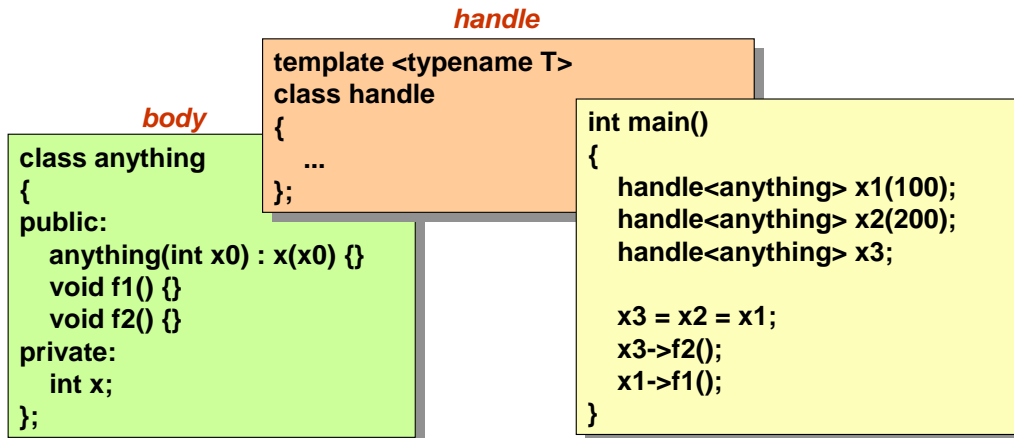 handle
template <typename T>
class handle
{
...
};
body
class anything
{
public:
anything(int x0) : x(x0) {}
void f1() {}
void f2() {}
private:
int x;
};
int main()
{
handle<anything> x1(100);
handle<anything> x2(200);
handle<anything> x3;
x3 = x2 = x1;
x3->f2();
x1->f1();
}